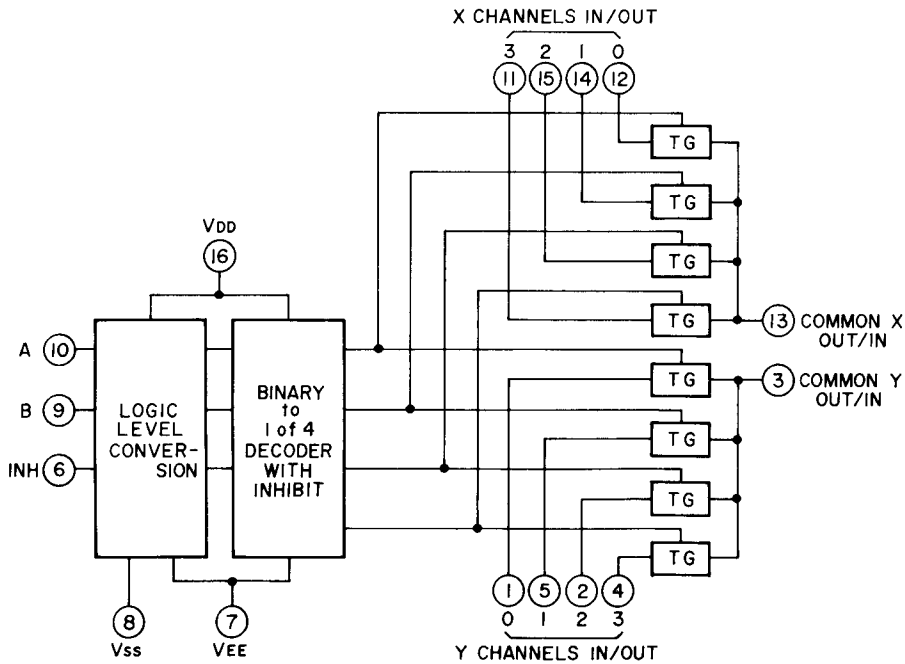 X CHANNELS IN/OUT
3 2 1 0
11 15 14 12
TG
TG
VDD
16
TG
TG
13 COMMON X
OUT/IN
A 10
B 9
INH 6
LOGIC
LEVEL
CONVER-
SION
BINARY
to
1 of 4
DECODER
WITH
INHIBIT
TG
3 COMMON Y
OUT/IN
TG
TG
TG
8
VSS
7
VEE
1 5 2 4
0 1 2 3
Y CHANNELS IN/OUT